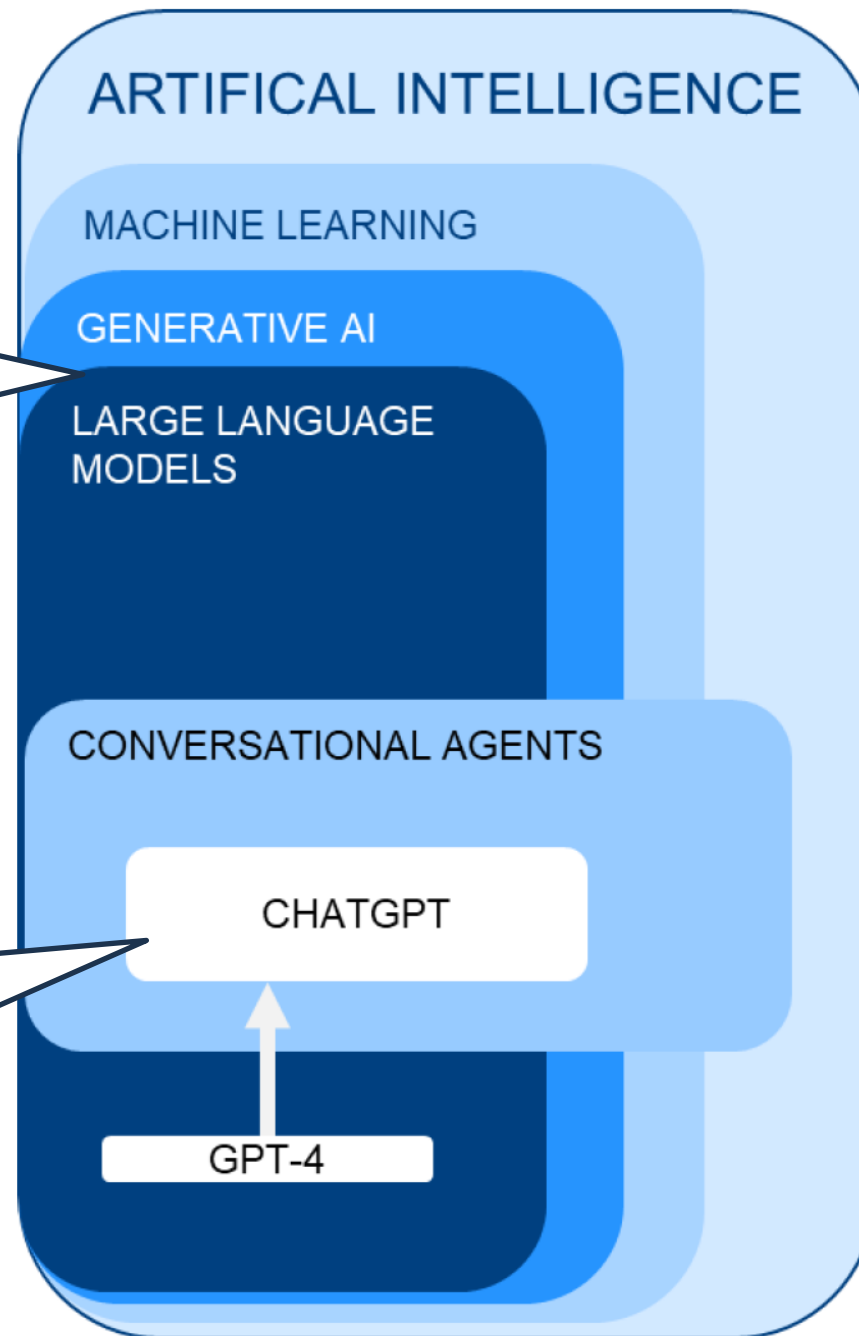 ARTIFICAL INTELLIGENCE
MACHINE LEARNING
GENERATIVE AI
LARGE LANGUAGE
MODELS
CONVERSATIONAL AGENTS
CHATGPT
GPT-4